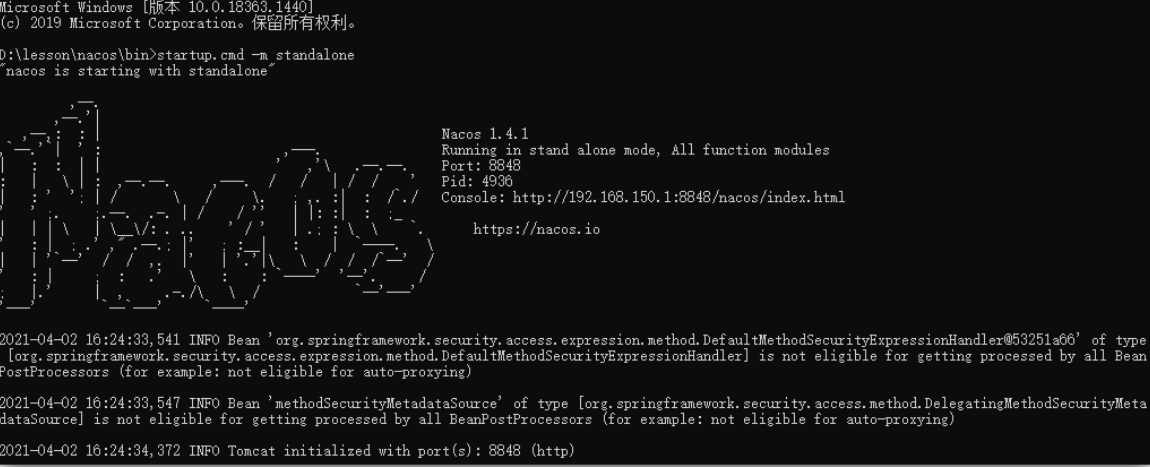 Microsoft Windows [版本 10.0.18363.1440]
(c) 2019 Microsoft Corporation。保留所有权利。
D:\lesson\nacos\bin>startup.cmd -m standalone
"nacos is starting with standalone"
Nacos 1.4.1
Running in stand alone mode, All function modules
Port: 8848
Pid: 4936
Console: http://192.168.150.1:8848/nacos/index.html
https://nacos.io
2021-04-02 16:24:33,541 INFO Bean 'org.springframework.security.access.expression.method.DefaultMethodSecurityExpressionHandler@53251a66' of type
[org.springframework.security.access.expression.method.DefaultMethodSecurityExpressionHandler] is not eligible for getting processed by all Bean
PostProcessors (for example: not eligible for auto-proxying)
2021-04-02 16:24:33,547 INFO Bean 'methodSecurityMetadataSource' of type [org.springframework.security.access.method.DelegatingMethodSecurityMeta
dataSource] is not eligible for getting processed by all BeanPostProcessors (for example: not eligible for auto-proxying)
2021-04-02 16:24:34,372 INFO Tomcat initialized with port(s): 8848 (http)